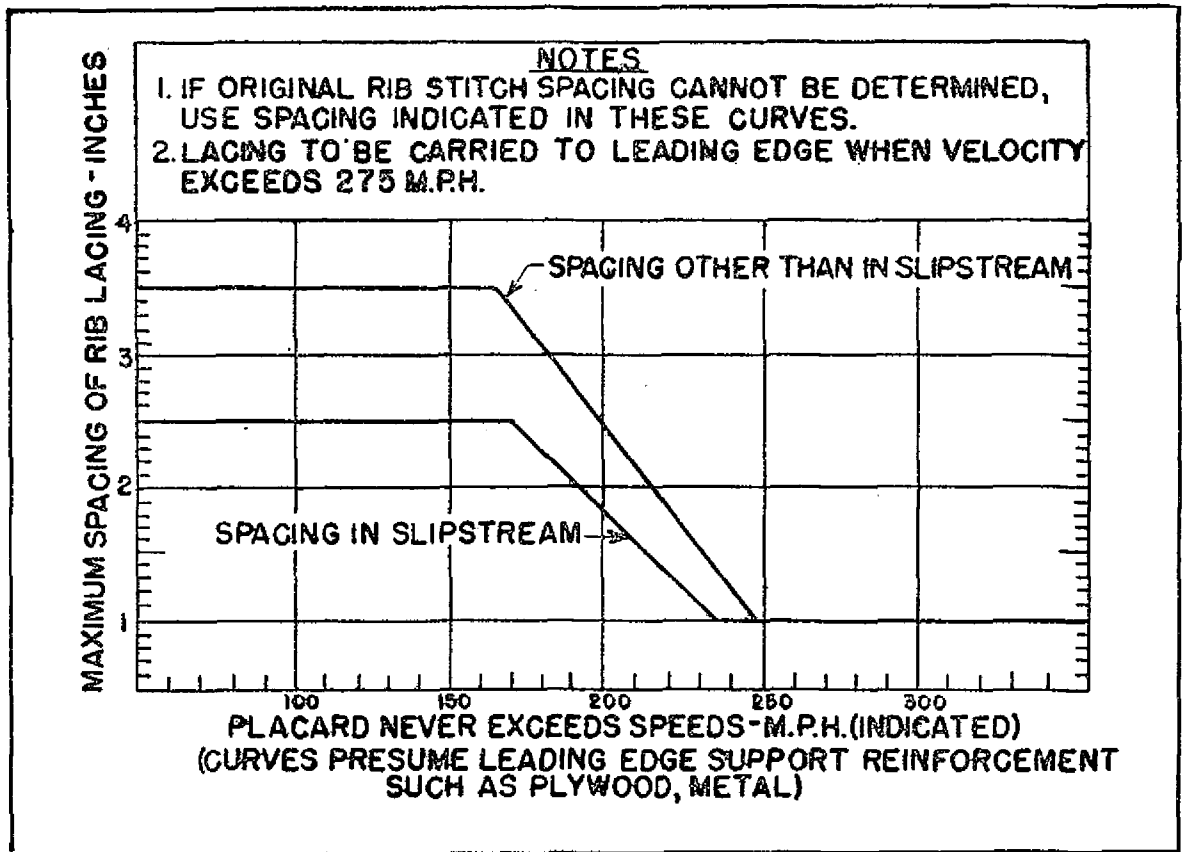 NOTES
1. IF ORIGINAL RIB STITCH SPACING CANNOT BE DETERMINED,
USE SPACING INDICATED IN THESE CURVES.
2. LACING TO BE CARRIED TO LEADING EDGE WHEN VELOCITY
EXCEEDS 275 M.P.H.
MAXIMUM SPACING OF RIB LACING - INCHES
4
3
2
1
SPACING OTHER THAN IN SLIPSTREAM
SPACING IN SLIPSTREAM
100 150 200 250 300
PLACARD NEVER EXCEEDS SPEEDS-M.P.H.(INDICATED)
(CURVES PRESUME LEADING EDGE SUPPORT REINFORCEMENT
SUCH AS PLYWOOD, METAL)